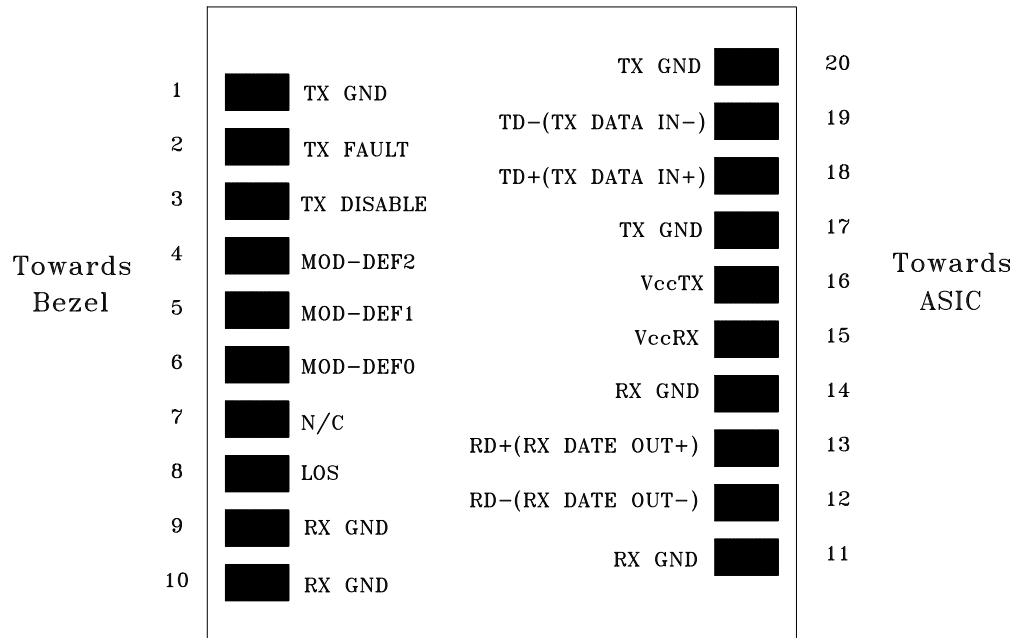 1 TX GND
2 TX FAULT
3 TX DISABLE
4 MOD-DEF2
5 MOD-DEF1
6 MOD-DEF0
7 N/C
8 LOS
9 RX GND
10 RX GND
Towards
Bezel
TX GND 20
TD-(TX DATA IN-) 19
TD+(TX DATA IN+) 18
TX GND 17
VccTX 16
VccRX 15
RX GND 14
RD+(RX DATE OUT+) 13
RD-(RX DATE OUT-) 12
RX GND 11
Towards
ASIC